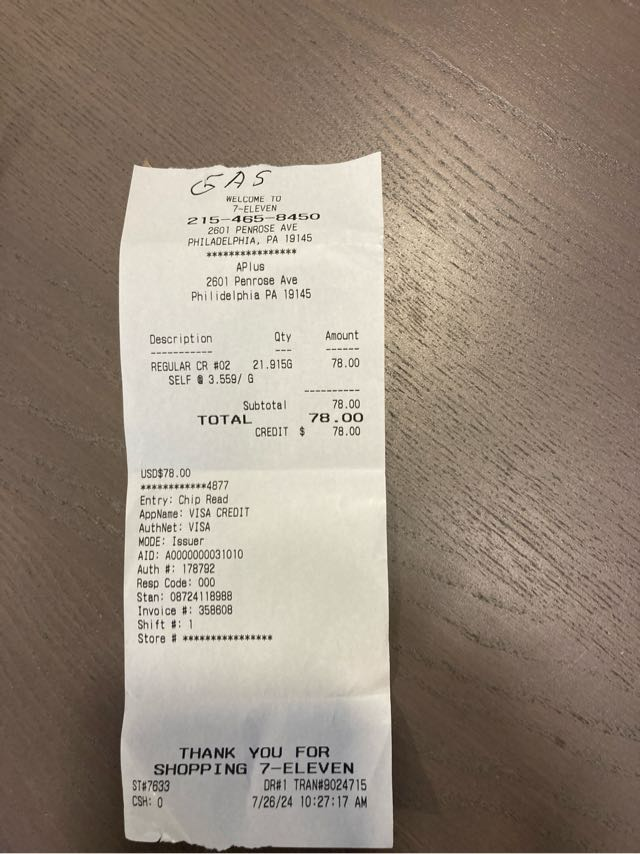 GAS
WELCOME TO
7-ELEVEN
215-465-8450
2601 PENROSE AVE
PHILADELPHIA, PA 19145
****************
APlus
2601 Penrose Ave
Philidelphia PA 19145
Description Qty Amount
----------- --- ------
REGULAR CR #02 21.915G 78.00
SELF @ 3.559/ G
----------
Subtotal 78.00
TOTAL 78.00
CREDIT $ 78.00
USD$78.00
************4877
Entry: Chip Read
AppName: VISA CREDIT
AuthNet: VISA
MODE: Issuer
AID: A0000000031010
Auth #: 178792
Resp Code: 000
Stan: 08724118988
Invoice #: 358608
Shift #: 1
Store # ****************
THANK YOU FOR
SHOPPING 7-ELEVEN
ST#7633 DR#1 TRAN#9024715
CSH: 0 7/26/24 10:27:17 AM